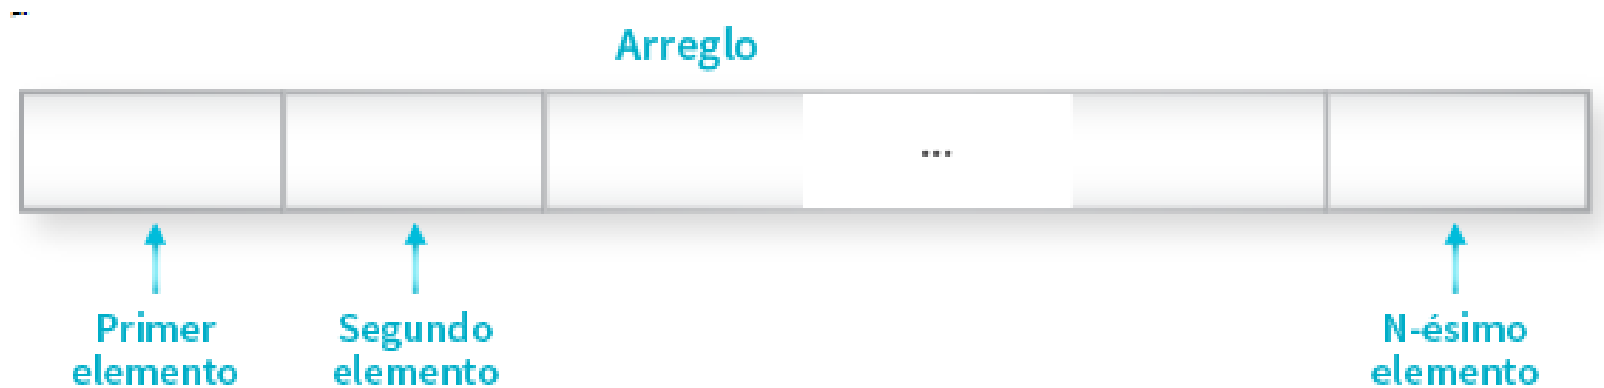 Arreglo
...
Primer
elemento
Segundo
elemento
N-ésimo
elemento